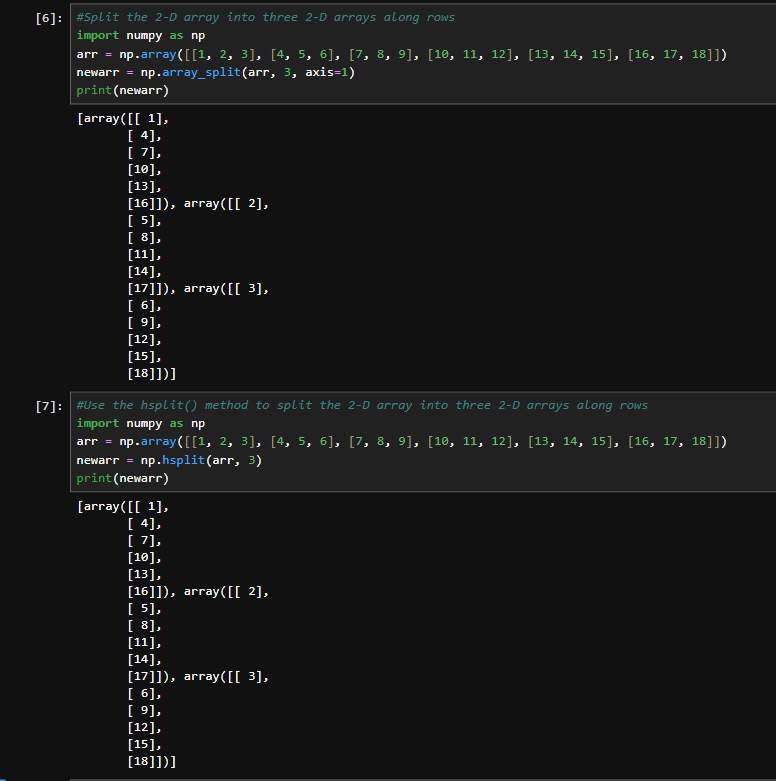 [6]: #Split the 2-D array into three 2-D arrays along rows
import numpy as np
arr = np.array([[1, 2, 3], [4, 5, 6], [7, 8, 9], [10, 11, 12], [13, 14, 15], [16, 17, 18]])
newarr = np.array_split(arr, 3, axis=1)
print(newarr)
[array([[ 1],
[ 4],
[ 7],
[10],
[13],
[16]]), array([[ 2],
[ 5],
[ 8],
[11],
[14],
[17]]), array([[ 3],
[ 6],
[ 9],
[12],
[15],
[18]])]
[7]: #Use the hsplit() method to split the 2-D array into three 2-D arrays along rows
import numpy as np
arr = np.array([[1, 2, 3], [4, 5, 6], [7, 8, 9], [10, 11, 12], [13, 14, 15], [16, 17, 18]])
newarr = np.hsplit(arr, 3)
print(newarr)
[array([[ 1],
[ 4],
[ 7],
[10],
[13],
[16]]), array([[ 2],
[ 5],
[ 8],
[11],
[14],
[17]]), array([[ 3],
[ 6],
[ 9],
[12],
[15],
[18]])]